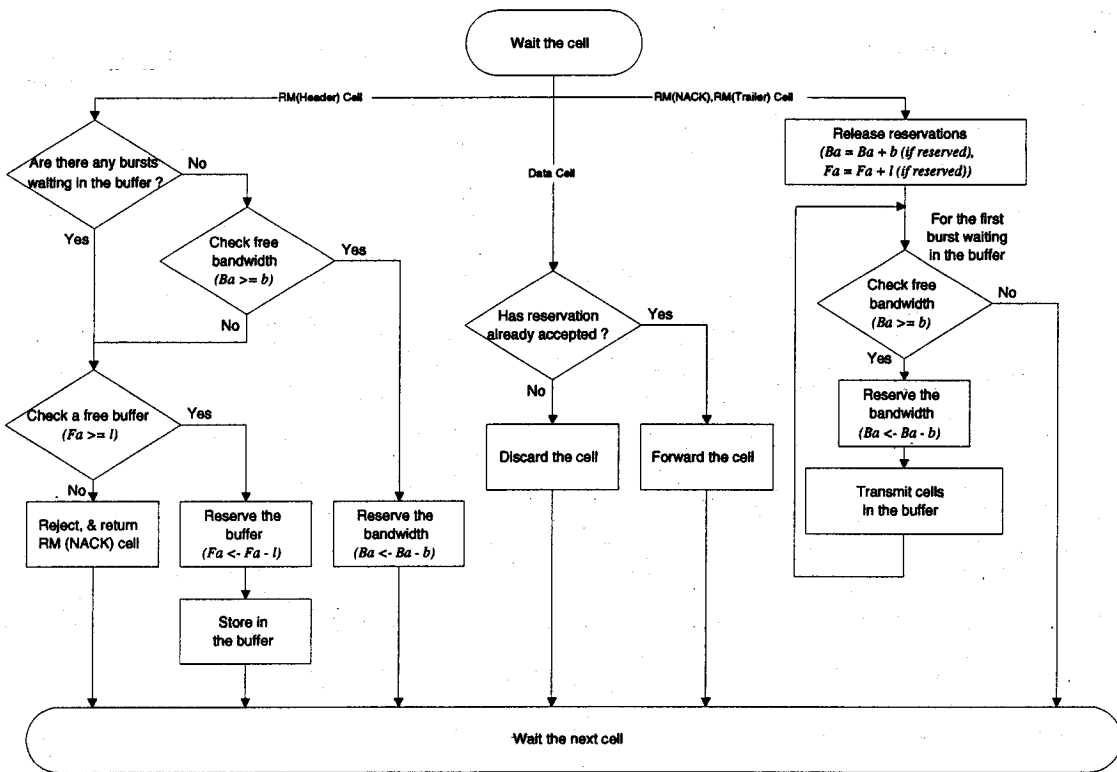 Wait the cell
RM(Header) Cell
RM(NACK),RM(Trailer) Cell
Are there any bursts
waiting in the buffer ?
No
Yes
Check free
bandwidth
(Ba >= b)
Yes
No
Check a free buffer
(Fa >= l)
Yes
No
Reject, & return
RM (NACK) cell
Reserve the
buffer
(Fa <- Fa - l)
Store in
the buffer
Reserve the
bandwidth
(Ba <- Ba - b)
Data Cell
Has reservation
already accepted ?
Yes
No
Discard the cell
Forward the cell
Release reservations
(Ba = Ba + b (if reserved),
Fa = Fa + l (if reserved))
For the first
burst waiting
in the buffer
Check free
bandwidth
(Ba >= b)
No
Yes
Reserve the
bandwidth
(Ba <- Ba - b)
Transmit cells
in the buffer
Wait the next cell